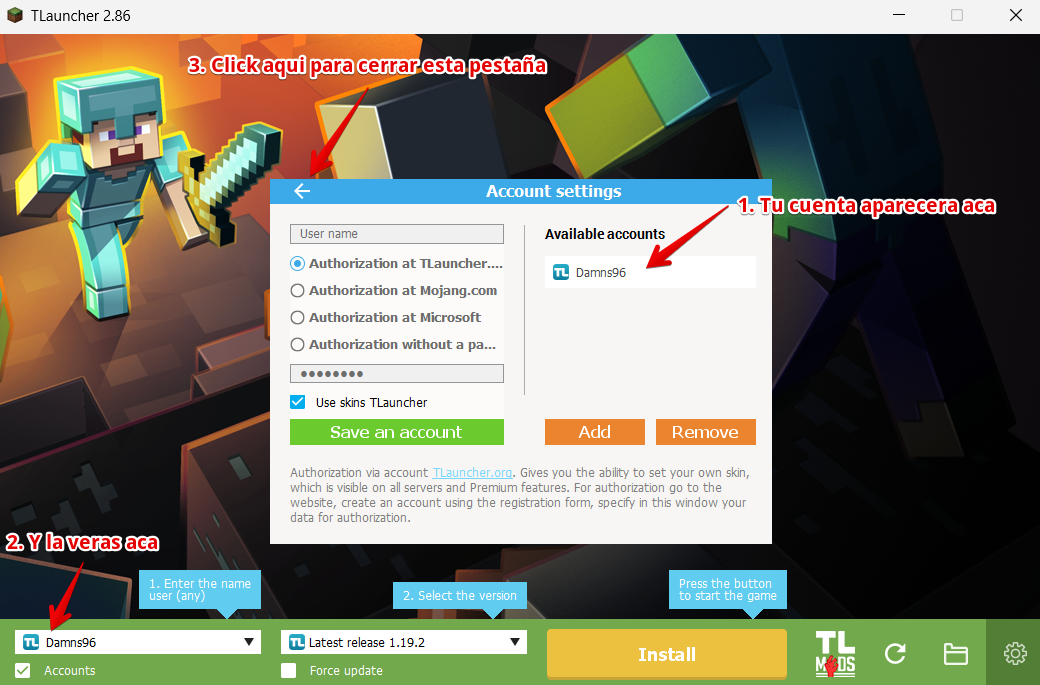 TLauncher 2.86
3. Click aqui para cerrar esta pestaña
Account settings
1. Tu cuenta aparecera aca
User name
Authorization at TLauncher....
Authorization at Mojang.com
Authorization at Microsoft
Authorization without a pa...
●●●●●●●●
Use skins TLauncher
Save an account
Available accounts
TL Damns96
Add
Remove
Authorization via account TLauncher.org. Gives you the ability to set your own skin,
which is visible on all servers and Premium features. For authorization go to the
website, create an account using the registration form, specify in this window your
data for authorization.
2. Y la veras aca
1. Enter the name
user (any)
2. Select the version
Press the button
to start the game
TL Damns96
TL Latest release 1.19.2
Install
TL
MODS
Accounts
Force update